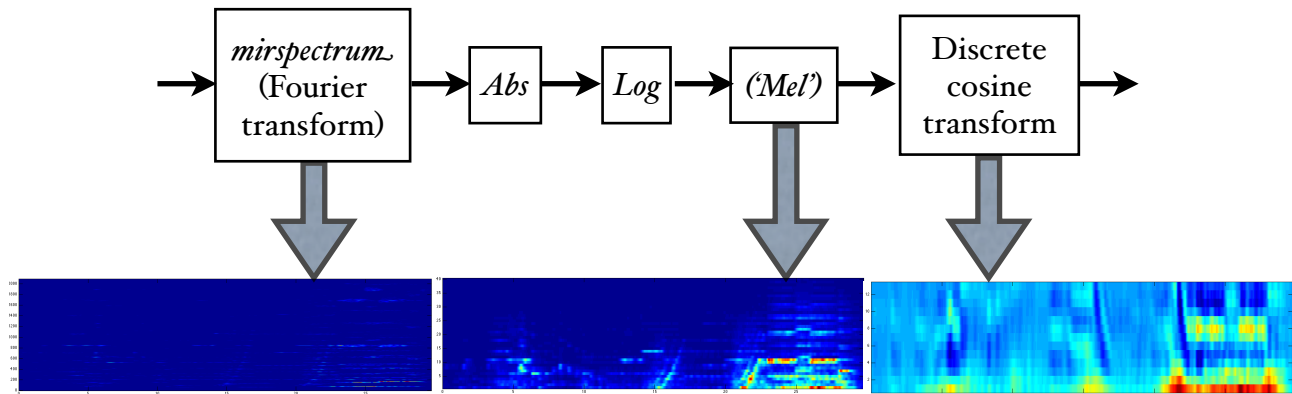 mirspectrum
(Fourier
transform)
Abs
Log
('Mel')
Discrete
cosine
transform